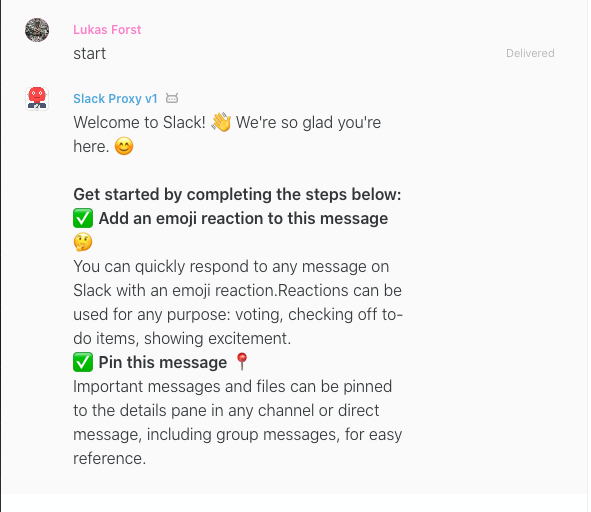 Lukas Forst
start
Delivered
Slack Proxy v1
Welcome to Slack! 👋 We're so glad you're
here. 😊
Get started by completing the steps below:
✅ Add an emoji reaction to this message
🤔
You can quickly respond to any message on
Slack with an emoji reaction.Reactions can be
used for any purpose: voting, checking off to-
do items, showing excitement.
✅ Pin this message 📍
Important messages and files can be pinned
to the details pane in any channel or direct
message, including group messages, for easy
reference.